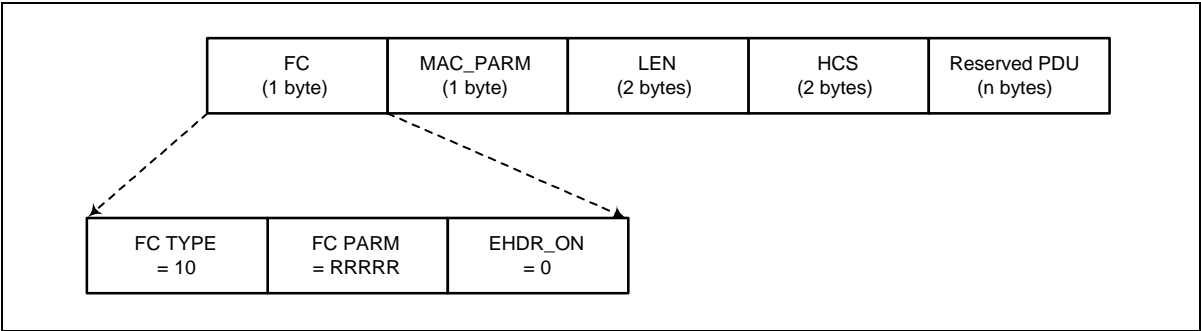 FC MAC_PARM LEN HCS Reserved PDU
(1 byte) (1 byte) (2 bytes) (2 bytes) (n bytes)
FC TYPE FC PARM EHDR_ON
= 10 = RRRRR = 0